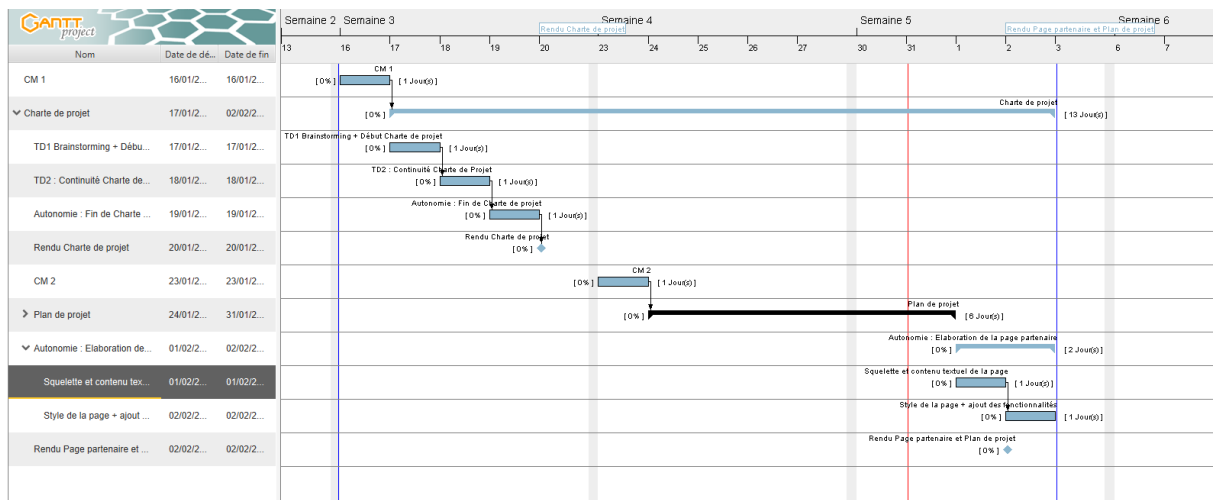 GANTT project
Semaine 2 Semaine 3 Semaine 4 Semaine 5 Semaine 6
Rendu Charte de projet Rendu Page partenaire et Plan de projet
13 16 17 18 19 20 23 24 25 26 27 30 31 1 2 3 6 7
Nom Date de dé... Date de fin
CM 1 16/01/2... 16/01/2... [ 0% ] CM 1 [ 1 Jour(s) ]
Charte de projet 17/01/2... 02/02/2... [ 0% ] Charte de projet [ 13 Jour(s) ]
TD1 Brainstorming + Débu... 17/01/2... 17/01/2... TD1 Brainstorming + Début Charte de projet [ 0% ] [ 1 Jour(s) ]
TD2 : Continuité Charte de... 18/01/2... 18/01/2... TD2 : Continuité Charte de Projet [ 0% ] [ 1 Jour(s) ]
Autonomie : Fin de Charte ... 19/01/2... 19/01/2... Autonomie : Fin de Charte de projet [ 0% ] [ 1 Jour(s) ]
Rendu Charte de projet 20/01/2... 20/01/2... Rendu Charte de projet [ 0% ]
CM 2 23/01/2... 23/01/2... CM 2 [ 0% ] [ 1 Jour(s) ]
Plan de projet 24/01/2... 31/01/2... Plan de projet [ 0% ] [ 6 Jour(s) ]
Autonomie : Elaboration de... 01/02/2... 02/02/2... Autonomie : Elaboration de la page partenaire [ 0% ] [ 2 Jour(s) ]
Squelette et contenu tex... 01/02/2... 01/02/2... Squelette et contenu textuel de la page [ 0% ] [ 1 Jour(s) ]
Style de la page + ajout ... 02/02/2... 02/02/2... Style de la page + ajout des fonctionnalités [ 0% ] [ 1 Jour(s) ]
Rendu Page partenaire et ... 02/02/2... 02/02/2... Rendu Page partenaire et Plan de projet [ 0% ]